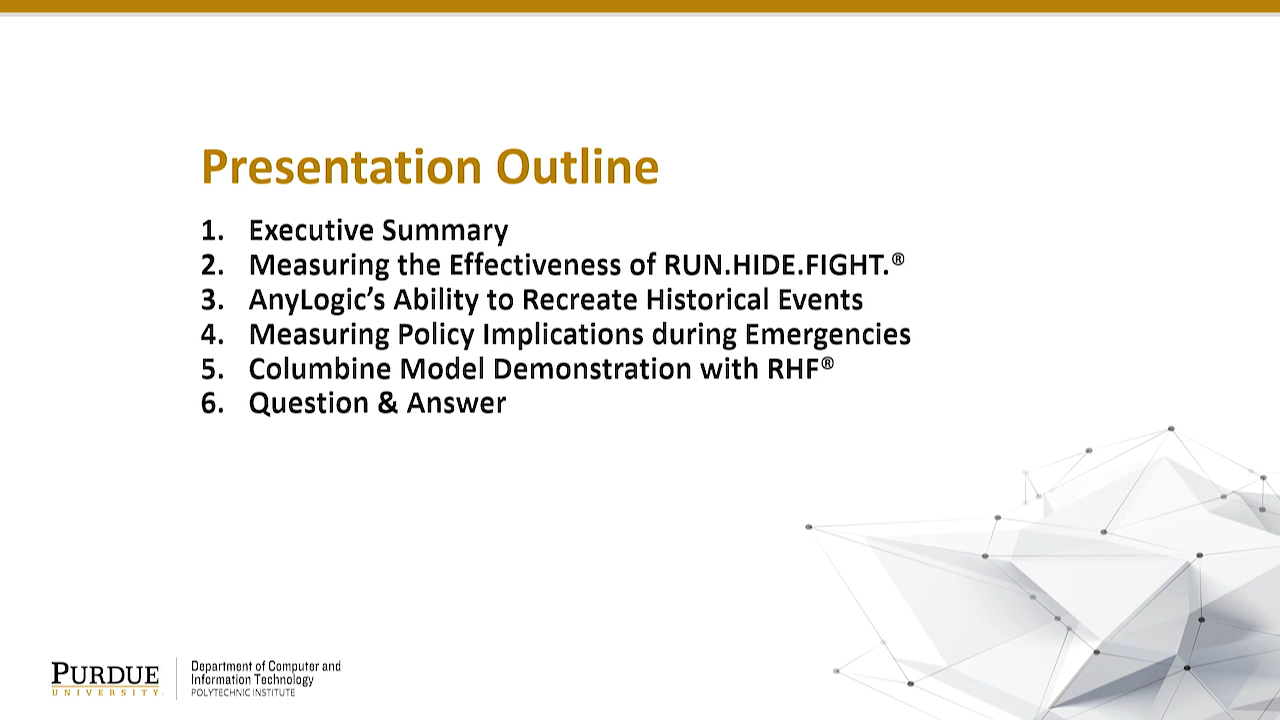 Presentation Outline
1. Executive Summary
2. Measuring the Effectiveness of RUN.HIDE.FIGHT.®
3. AnyLogic’s Ability to Recreate Historical Events
4. Measuring Policy Implications during Emergencies
5. Columbine Model Demonstration with RHF®
6. Question & Answer
PURDUE
UNIVERSITY
Department of Computer and
Information Technology
POLYTECHNIC INSTITUTE